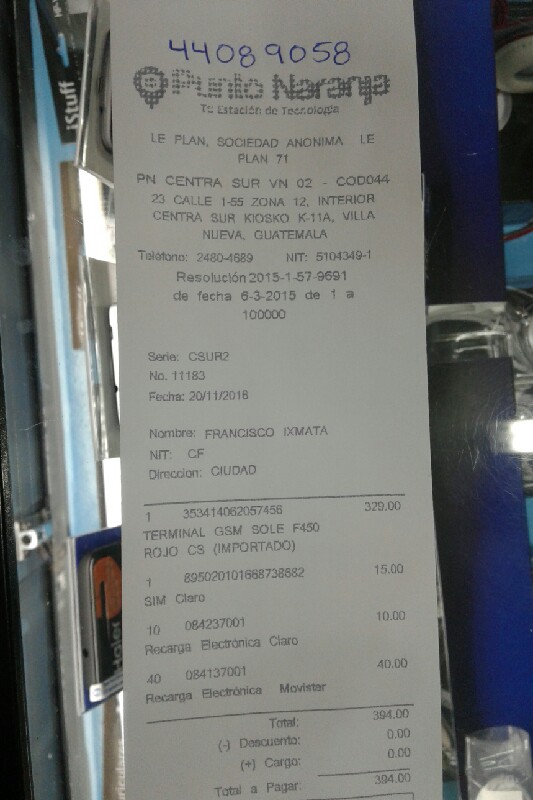 44089058
Punto Naranja
Tu Estación de Tecnología
LE PLAN, SOCIEDAD ANONIMA LE
PLAN 71
PN CENTRA SUR VN 02 - COD044
23 CALLE 1-55 ZONA 12, INTERIOR
CENTRA SUR KIOSKO K-11A, VILLA
NUEVA, GUATEMALA
Teléfono: 2480-4689 NIT: 5104349-1
Resolución 2015-1-57-9691
de fecha 6-3-2015 de 1 a
100000
Serie: CSUR2
No. 11183
Fecha: 20/11/2016
Nombre: FRANCISCO IXMATA
NIT: CF
Direccion: CIUDAD
1 353414062057456 329.00
TERMINAL GSM SOLE F450
ROJO CS (IMPORTADO)
1 895020101668738682 15.00
SIM Claro
10 084237001 10.00
Recarga Electrónica Claro
40 084137001 40.00
Recarga Electrónica Movistar
Total: 394.00
(-) Descuento: 0.00
(+) Cargo: 0.00
Total a Pagar: 394.00
iStuff
Haier